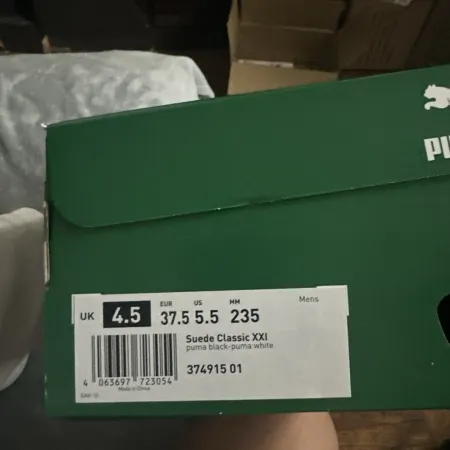 PU
Mens
UK 4.5 EUR 37.5 US 5.5 MM 235
Suede Classic XXI
puma black-puma white
374915 01
4 063697 723054
Made in China